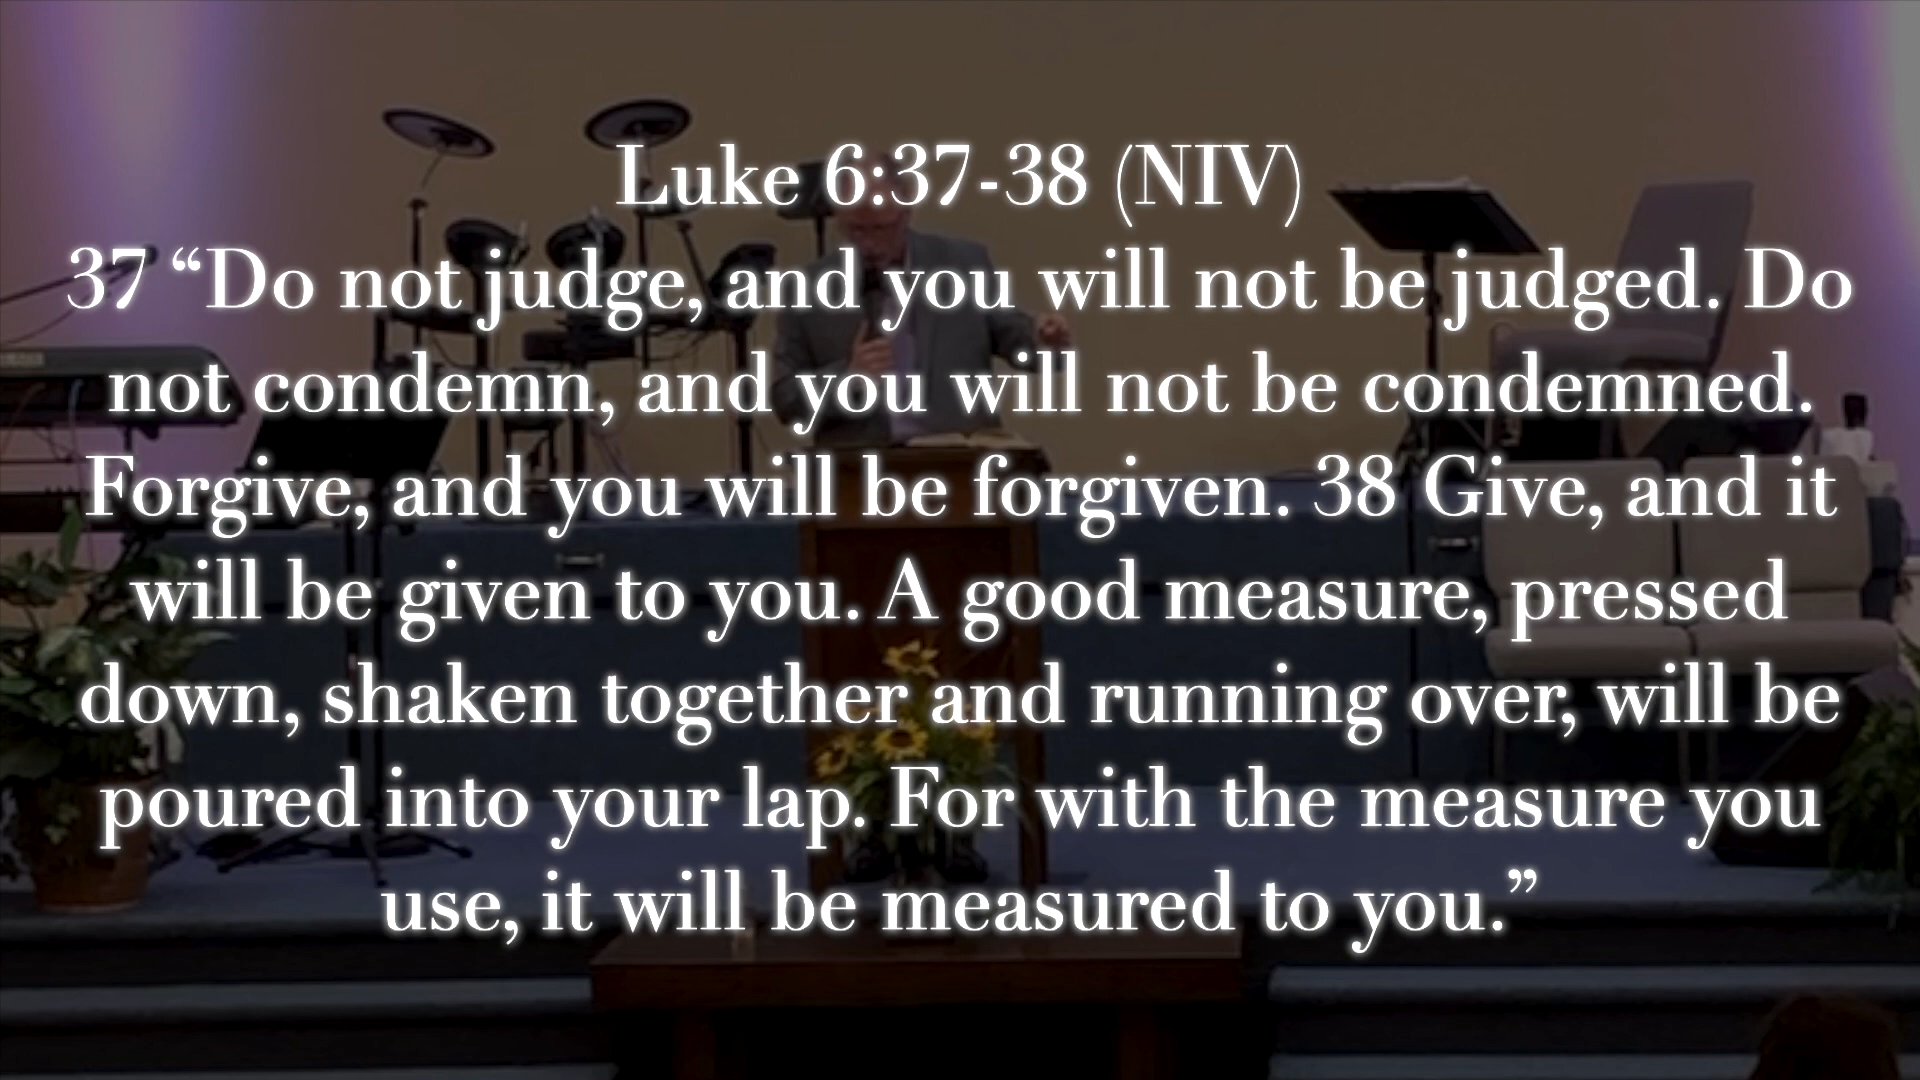 Luke 6:37-38 (NIV)
37 “Do not judge, and you will not be judged. Do
not condemn, and you will not be condemned.
Forgive, and you will be forgiven. 38 Give, and it
will be given to you. A good measure, pressed
down, shaken together and running over, will be
poured into your lap. For with the measure you
use, it will be measured to you.”